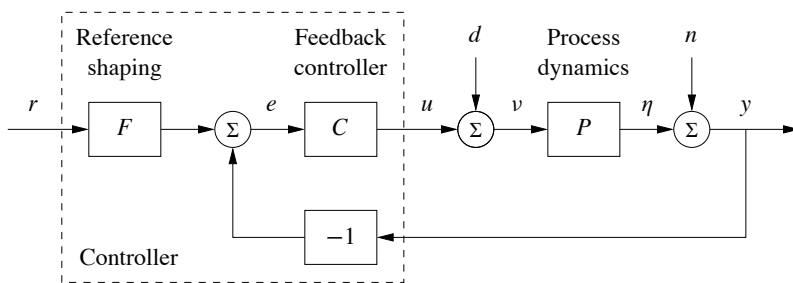 Reference
shaping
Feedback
controller
d
Process
dynamics
n
r
F
Σ
e
C
u
Σ
ν
P
η
Σ
y
−1
Controller